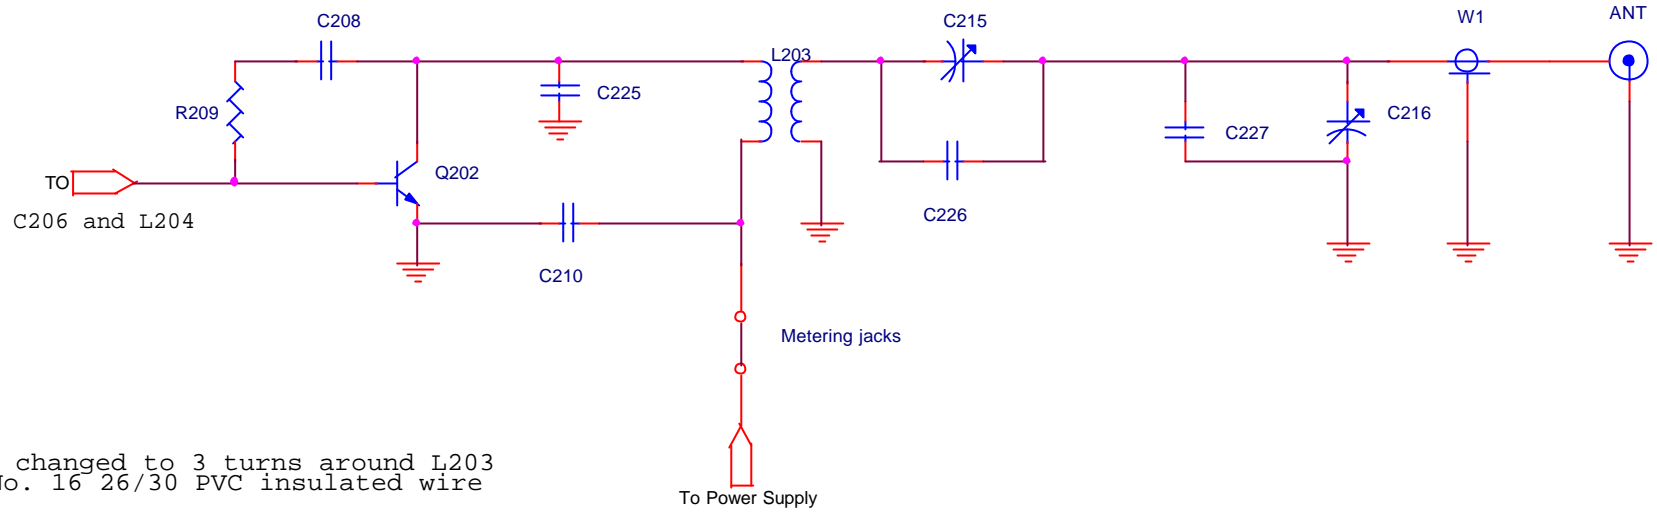 C208
C215
W1
ANT
L203
C225
R209
C227
C216
TO
Q202
C206 and L204
C226
C210
Metering jacks
changed to 3 turns around L203
No. 16 26/30 PVC insulated wire
To Power Supply